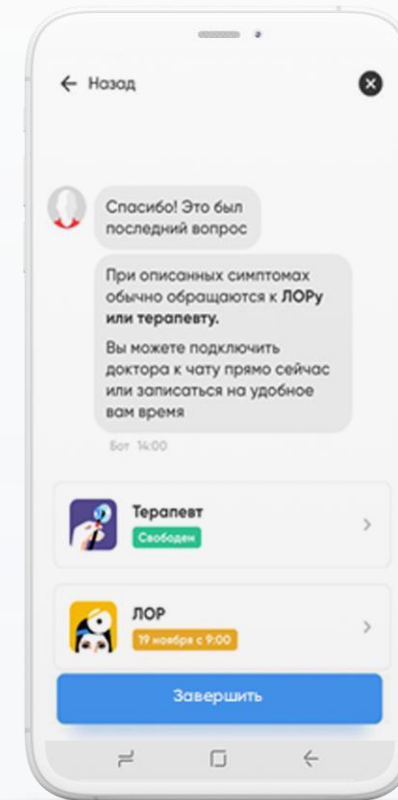 Назад
Спасибо! Это был
последний вопрос
При описанных симптомах
обычно обращаются к ЛОРу
или терапевту.
Вы можете подключить
доктора к чату прямо сейчас
или записаться на удобное
вам время
Бот 14:00
Терапевт
Свободен
ЛОР
19 ноября с 9:00
Завершить